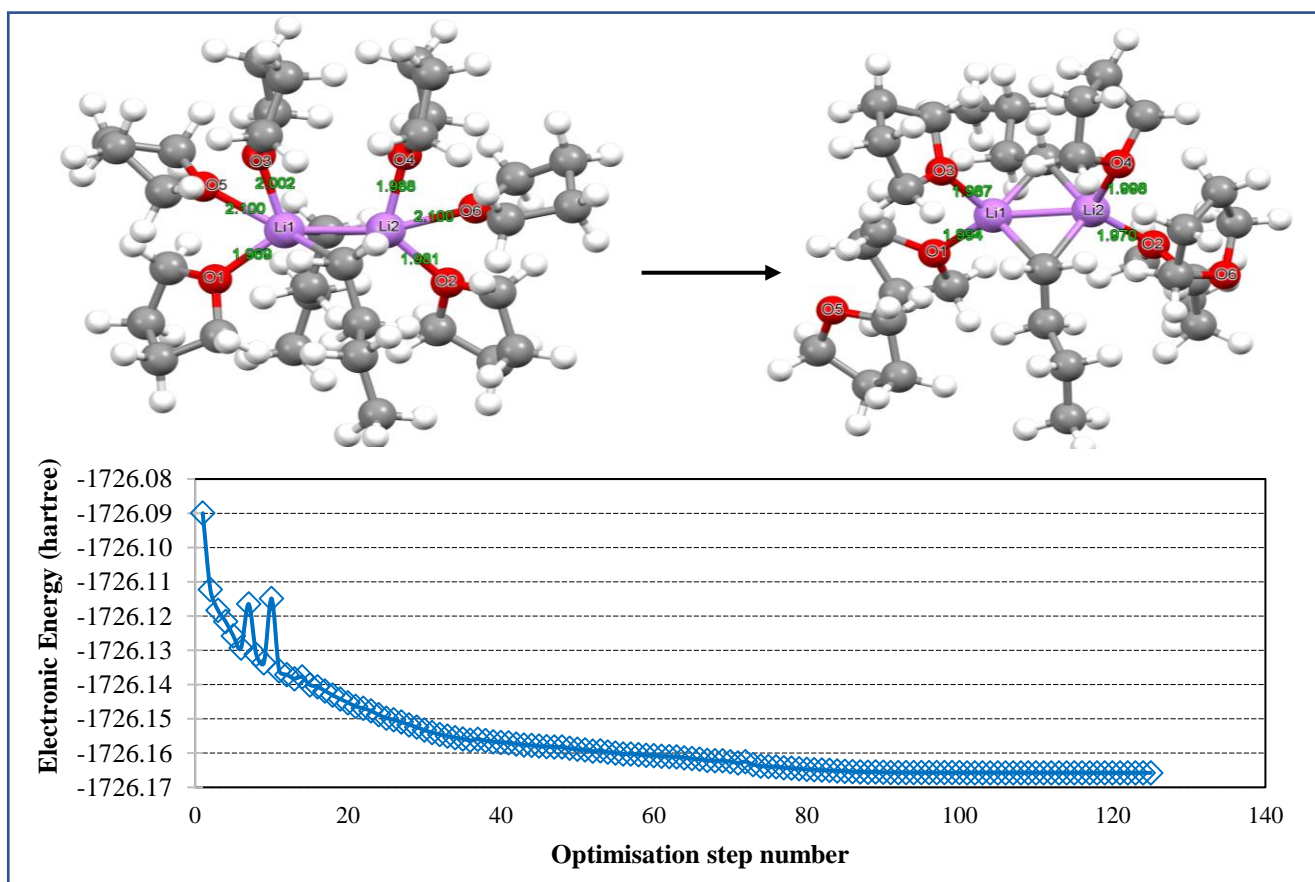 O3
O4
O5
2.002
1.988
O6
2.100
2.100
Li1
Li2
1.989
1.981
O1
O2
O3
O4
1.987
1.998
Li1
Li2
O1
1.994
1.970
O2
O6
O5
Electronic Energy (hartree)
-1726.08
-1726.09
-1726.10
-1726.11
-1726.12
-1726.13
-1726.14
-1726.15
-1726.16
-1726.17
0
20
40
60
80
100
120
140
Optimisation step number